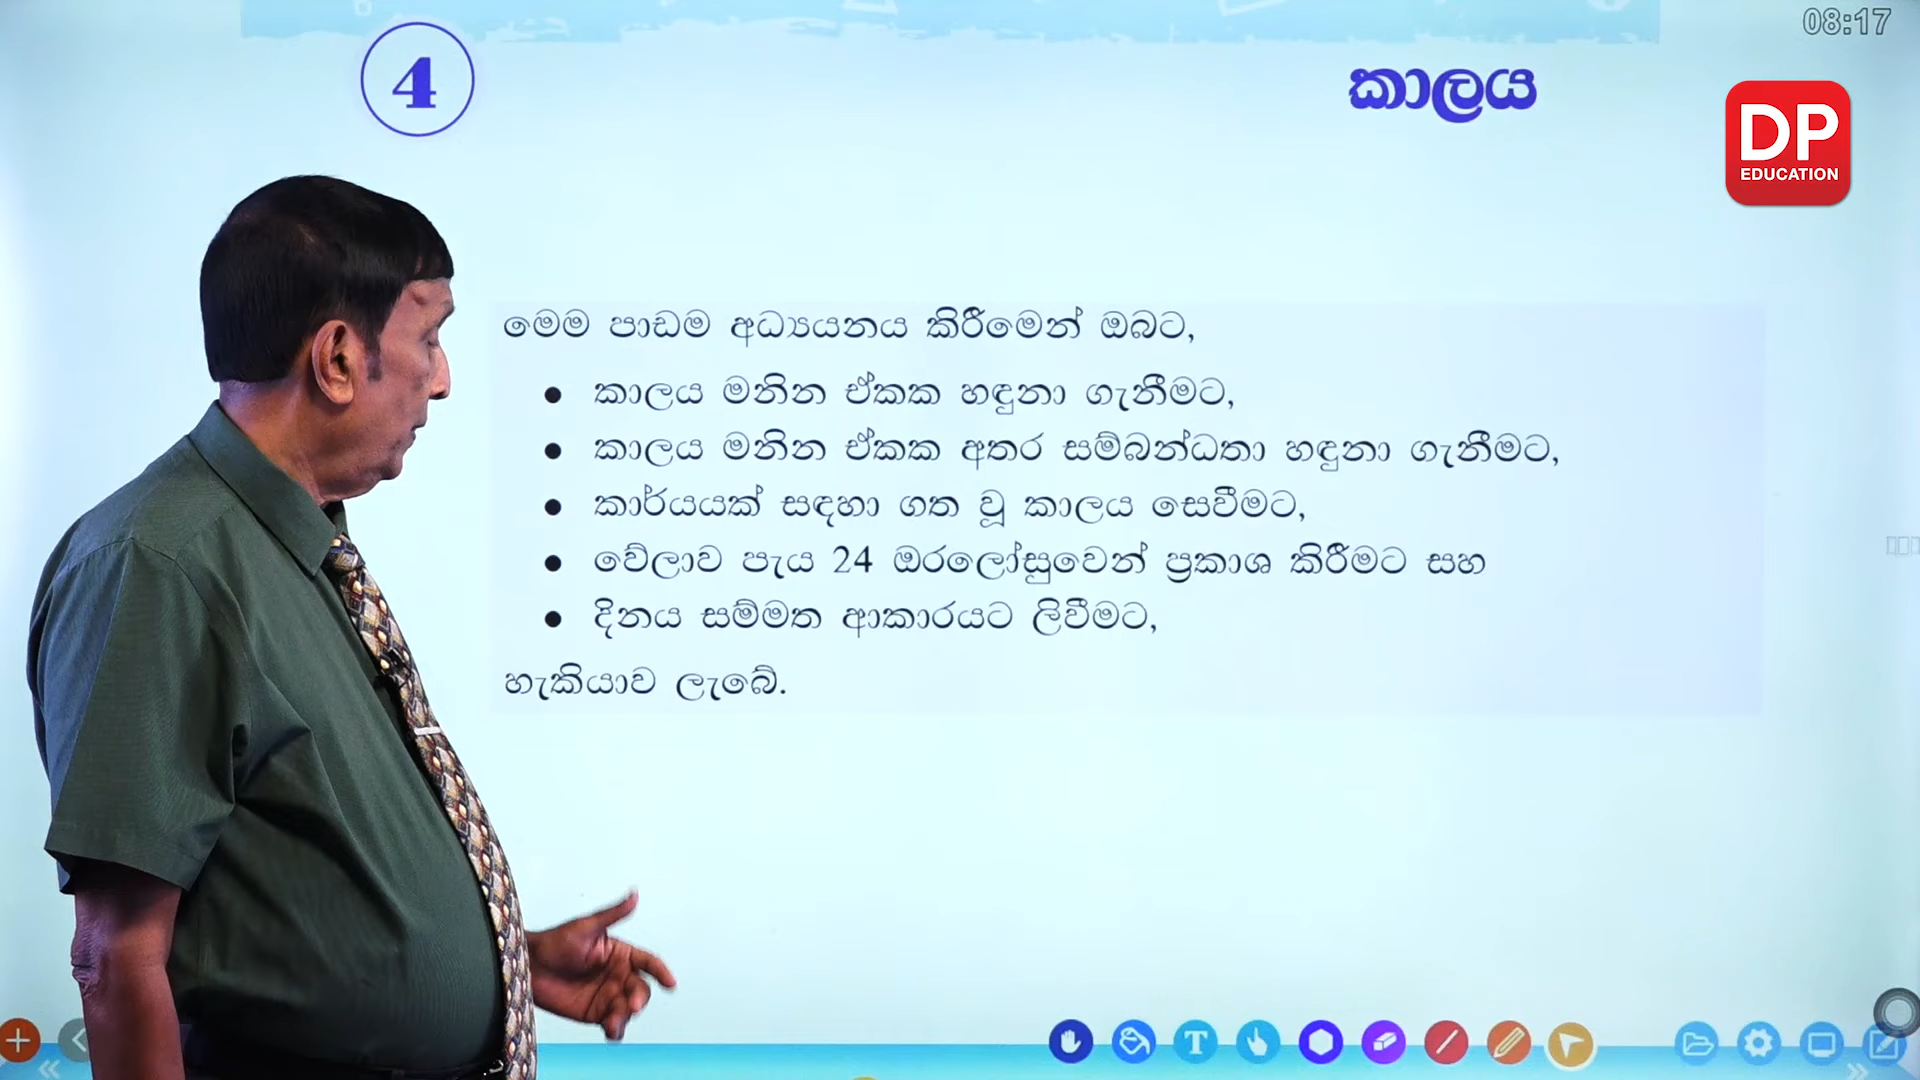 08:17
4
කාලය
DP
EDUCATION
මෙම පාඩම අධ්‍යයනය කිරීමෙන් ඔබට,
● කාලය මනින ඒකක හඳුනා ගැනීමට,
● කාලය මනින ඒකක අතර සම්බන්ධතා හඳුනා ගැනීමට,
● කාර්යයක් සඳහා ගත වූ කාලය සෙවීමට,
● වේලාව පැය 24 ඔරලෝසුවෙන් ප්‍රකාශ කිරීමට සහ
● දිනය සම්මත ආකාරයට ලිවීමට,
හැකියාව ලැබේ.